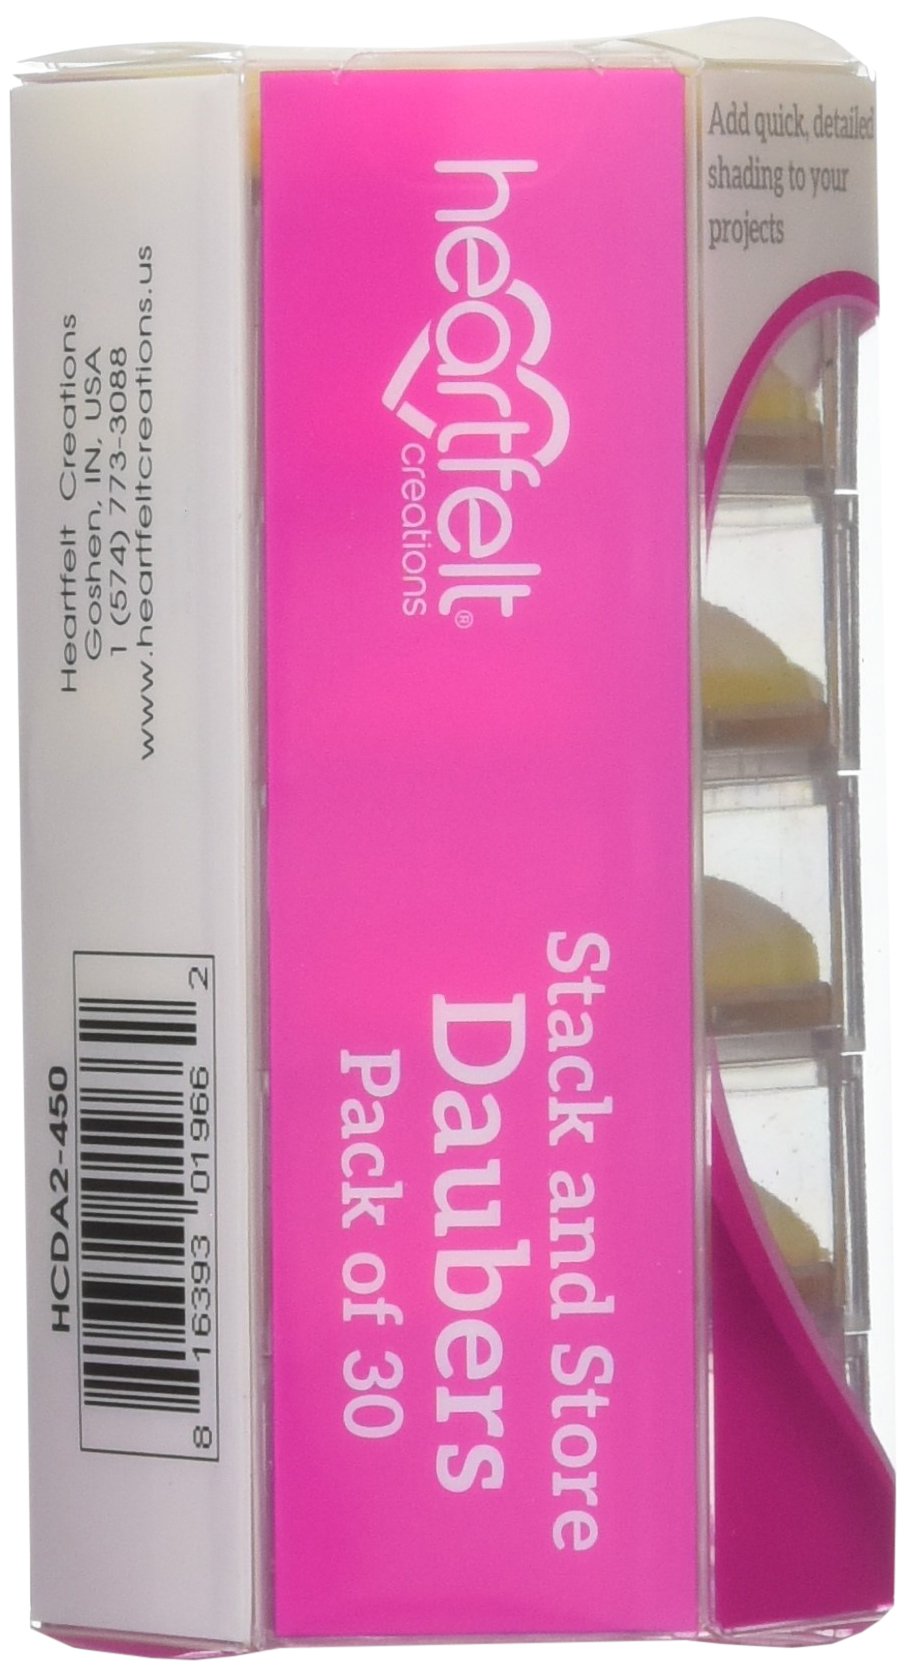 Heartfelt Creations
Goshen, IN, USA
1 (574) 773-3088
www.heartfeltcreations.us
HCDA2-450
8 16393 01966 2
heartfelt®
creations
Stack and Store
Daubers
Pack of 30
Add quick, detailed
shading to your
projects